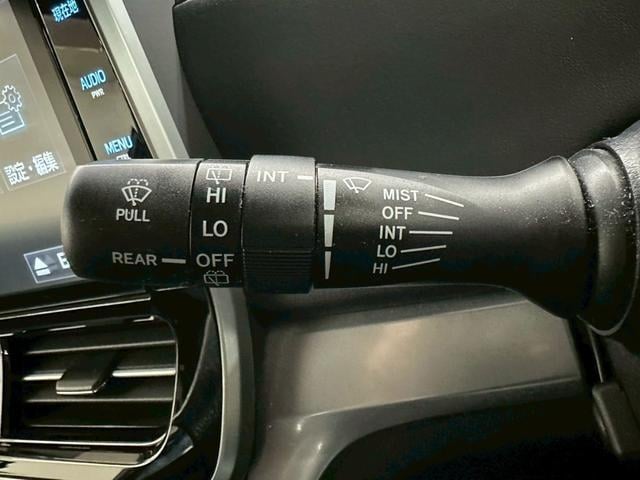 現在地
AUDIO
PWR
MENU
設定・編集
PULL
REAR
HI
LO
OFF
INT
MIST
OFF
INT
LO
HI